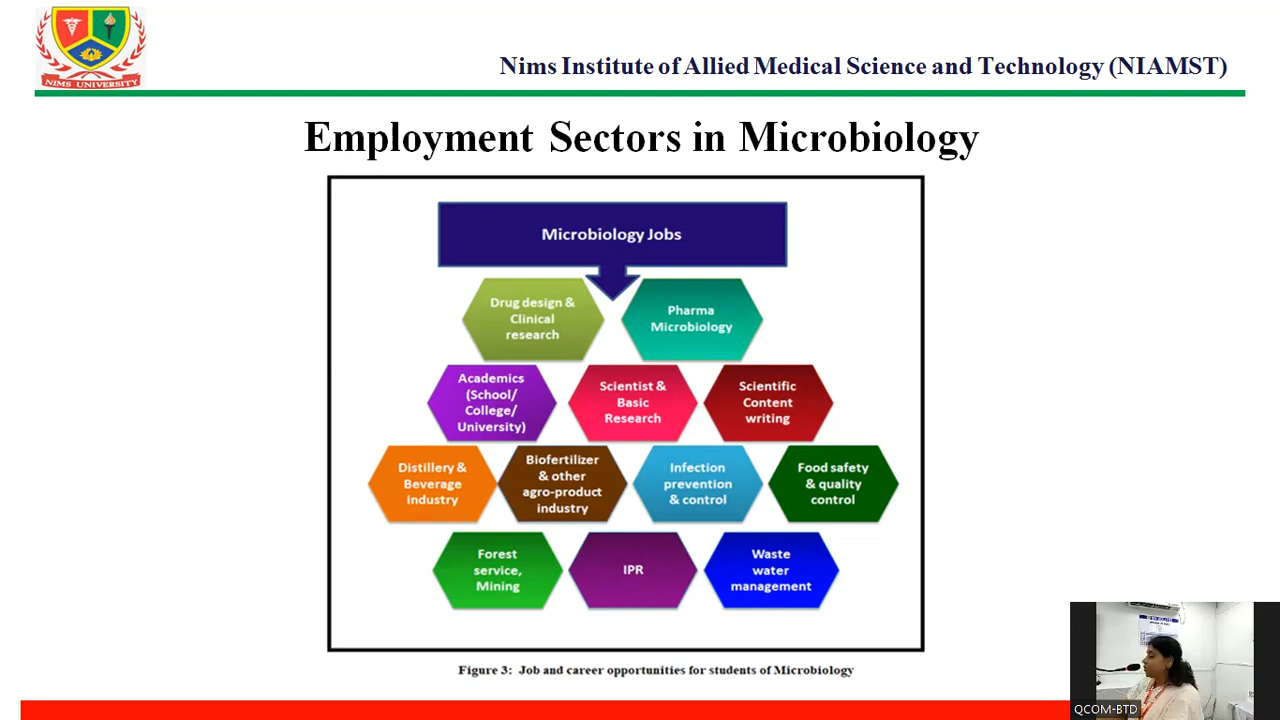 NIMS UNIVERSITY
Nims Institute of Allied Medical Science and Technology (NIAMST)
Employment Sectors in Microbiology
Microbiology Jobs
Drug design &
Clinical
research
Pharma
Microbiology
Academics
(School/
College/
University)
Scientist &
Basic
Research
Scientific
Content
writing
Distillery &
Beverage
industry
Biofertilizer
& other
agro-product
industry
Infection
prevention
& control
Food safety
& quality
control
Forest
service,
Mining
IPR
Waste
water
management
Figure 3: Job and career opportunities for students of Microbiology
QCOM-BTD